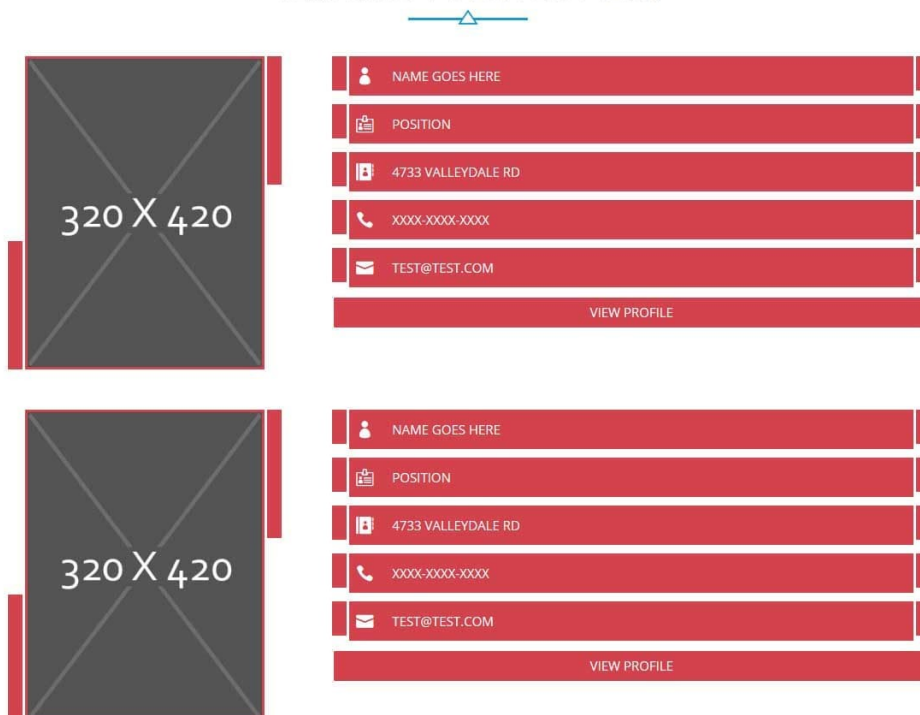 320 X 420
NAME GOES HERE
POSITION
4733 VALLEYDALE RD
XXXX-XXXX-XXXX
TEST@TEST.COM
VIEW PROFILE
320 X 420
NAME GOES HERE
POSITION
4733 VALLEYDALE RD
XXXX-XXXX-XXXX
TEST@TEST.COM
VIEW PROFILE